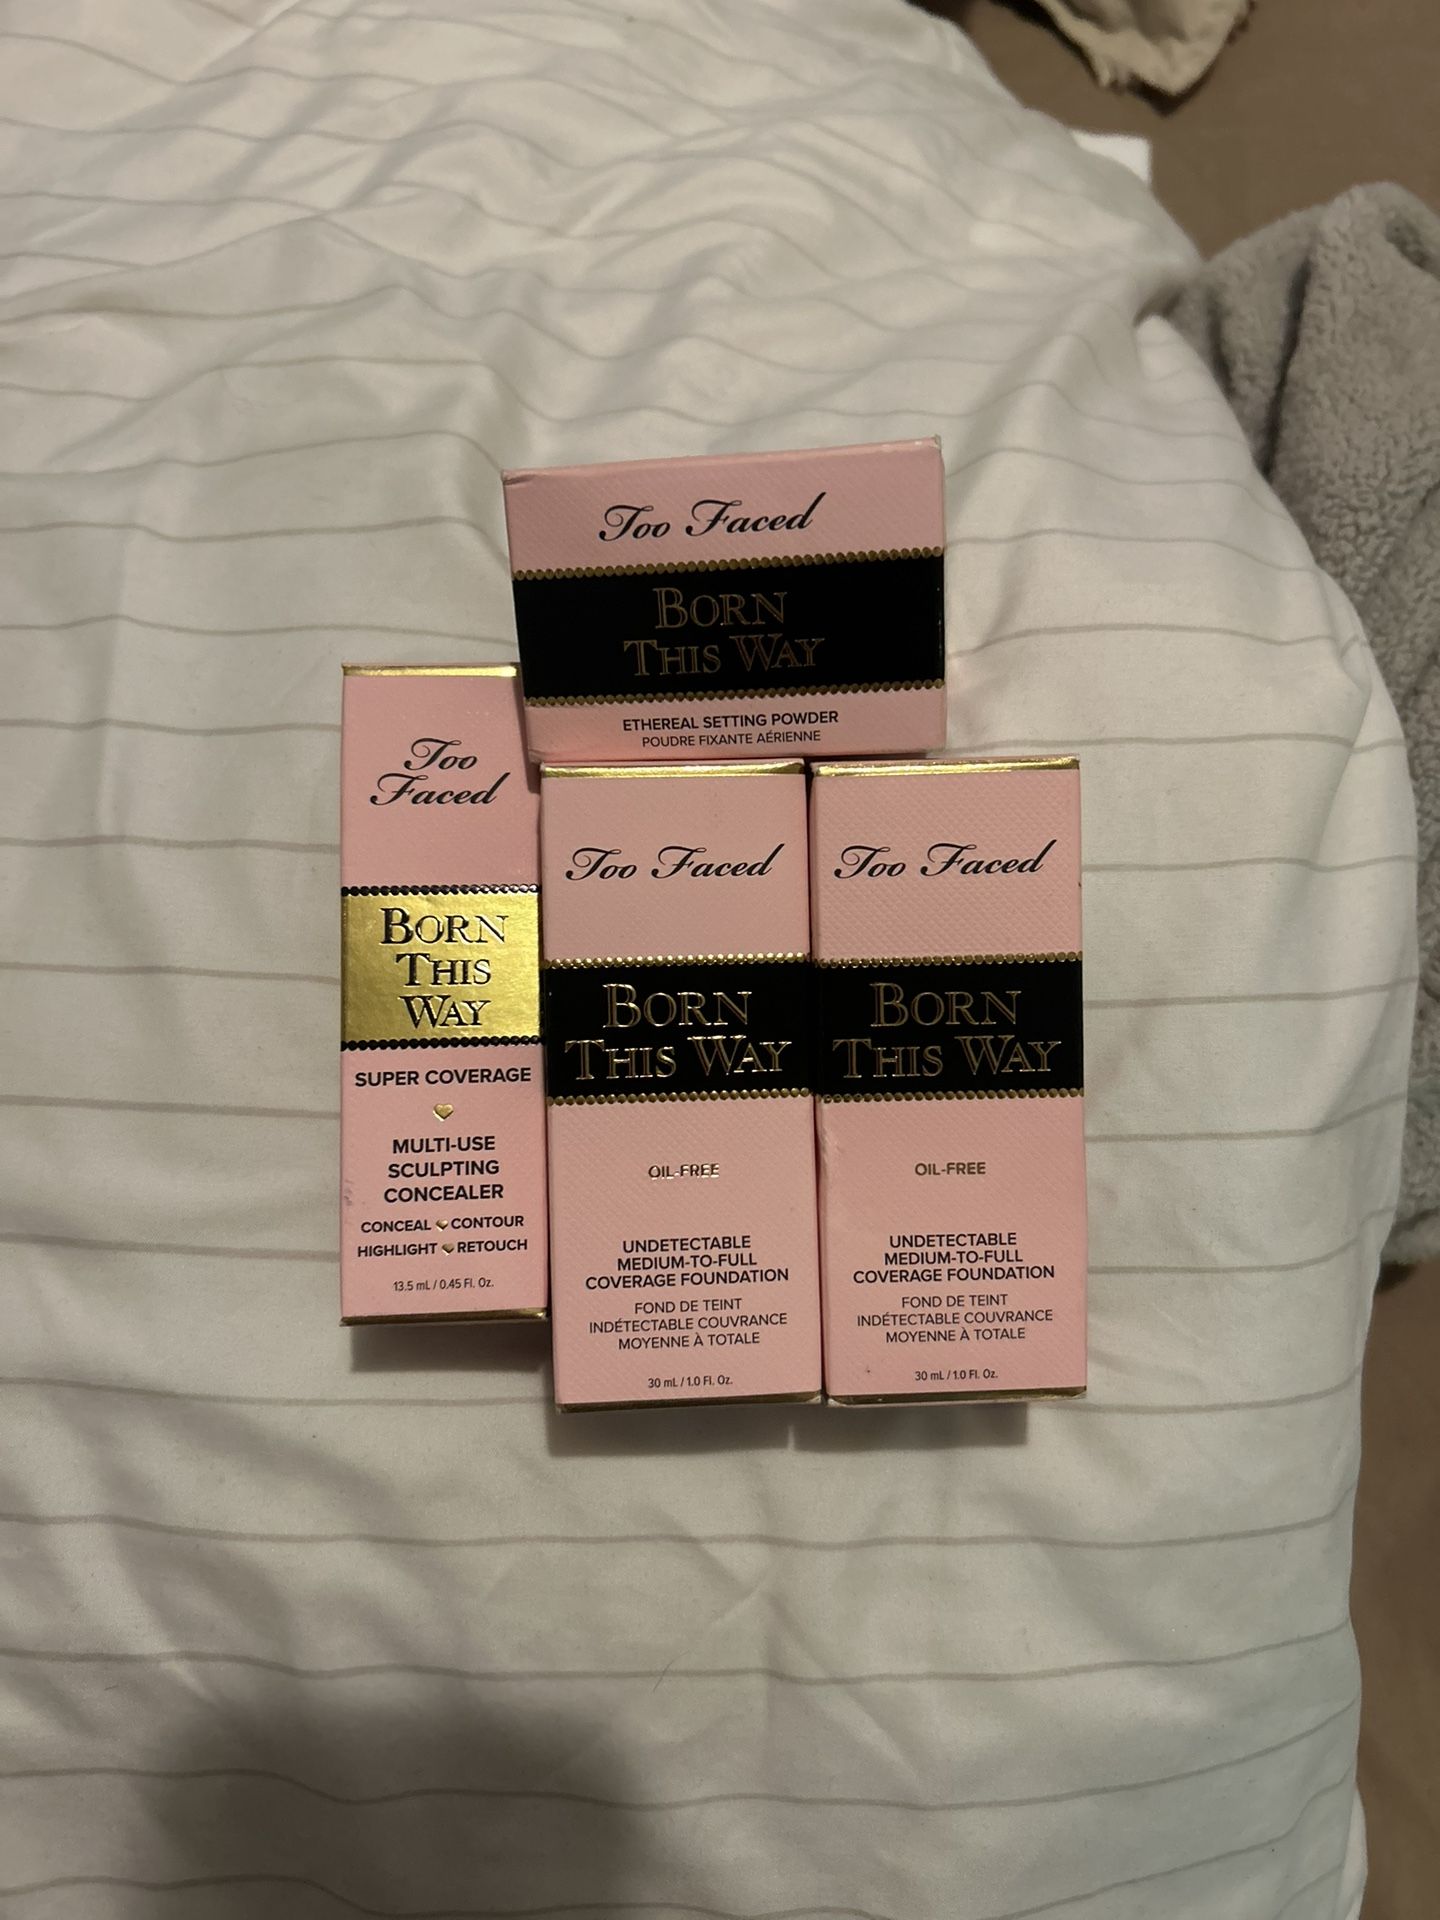 Too Faced
BORN
THIS WAY
ETHEREAL SETTING POWDER
POUDRE FIXANTE AÉRIENNE
Too
Faced
BORN
THIS
WAY
SUPER COVERAGE
MULTI-USE
SCULPTING
CONCEALER
CONCEAL CONTOUR
HIGHLIGHT RETOUCH
13.5 mL / 0.45 Fl. Oz.
Too Faced
BORN
THIS WAY
OIL-FREE
UNDETECTABLE
MEDIUM-TO-FULL
COVERAGE FOUNDATION
FOND DE TEINT
INDÉTECTABLE COUVRANCE
MOYENNE À TOTALE
30 mL / 1.0 Fl. Oz.
Too Faced
BORN
THIS WAY
OIL-FREE
UNDETECTABLE
MEDIUM-TO-FULL
COVERAGE FOUNDATION
FOND DE TEINT
INDÉTECTABLE COUVRANCE
MOYENNE À TOTALE
30 mL / 1.0 Fl. Oz.